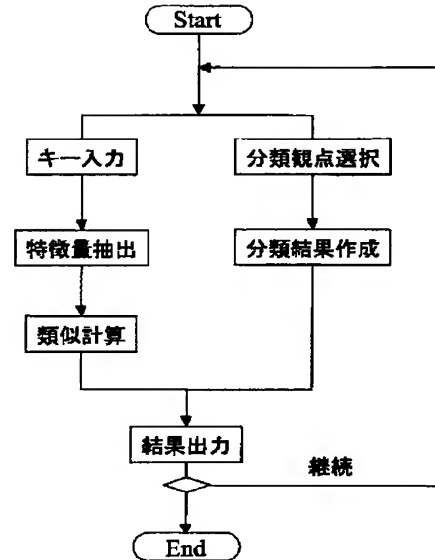 Start
キー入力
分類観点選択
特徴量抽出
分類結果作成
類似計算
結果出力
継続
End